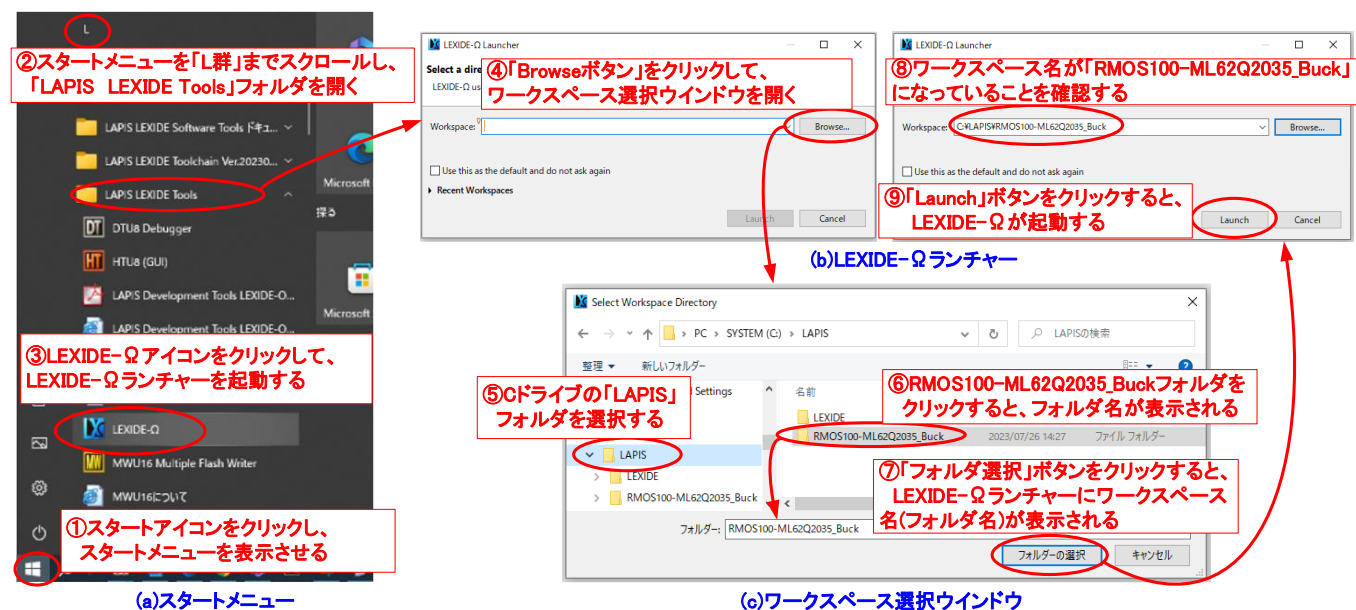 L
②スタートメニューを「L群」までスクロールし、
「LAPIS LEXIDE Tools」フォルダを開く
LAPIS LEXIDE Software Tools ドキュ...
LAPIS LEXIDE Toolchain Ver.20230...
LAPIS LEXIDE Tools
Microsoft
探る
DT
DTU8 Debugger
HT
HTU8 (GUI)
LAPIS Development Tools LEXIDE-O...
LAPIS Development Tools LEXIDE-O...
Microsoft
③LEXIDE-Ωアイコンをクリックして、
LEXIDE-Ωランチャーを起動する
LEXIDE-Ω
MW
MWU16 Multiple Flash Writer
MWU16について
①スタートアイコンをクリックし、
スタートメニューを表示させる
(a)スタートメニュー
LEXIDE-Ω Launcher
Select a dire
LEXIDE-Ω us
④「Browseボタン」をクリックして、
ワークスペース選択ウインドウを開く
Workspace:
Browse...
Use this as the default and do not ask again
Recent Workspaces
Launch
Cancel
LEXIDE-Ω Launcher
⑧ワークスペース名が「RMOS100-ML62Q2035_Buck」
になっていることを確認する
Workspace: C:¥LAPIS¥RMOS100-ML62Q2035_Buck
Browse...
Use this as the default and do not ask again
⑨「Launch」ボタンをクリックすると、
LEXIDE-Ωが起動する
Launch
Cancel
(b)LEXIDE-Ωランチャー
Select Workspace Directory
PC > SYSTEM (C:) > LAPIS
LAPISの検索
整理
新しいフォルダー
Settings
名前
⑤Cドライブの「LAPIS」
フォルダを選択する
⑥RMOS100-ML62Q2035_Buckフォルダを
クリックすると、フォルダ名が表示される
LEXIDE
RMOS100-ML62Q2035_Buck
2023/07/26 14:27
ファイル フォルダー
LAPIS
LEXIDE
RMOS100-ML62Q2035_Buck
⑦「フォルダ選択」ボタンをクリックすると、
LEXIDE-Ωランチャーにワークスペース
名(フォルダ名)が表示される
フォルダー: RMOS100-ML62Q2035_Buck
フォルダーの選択
キャンセル
(c)ワークスペース選択ウインドウ